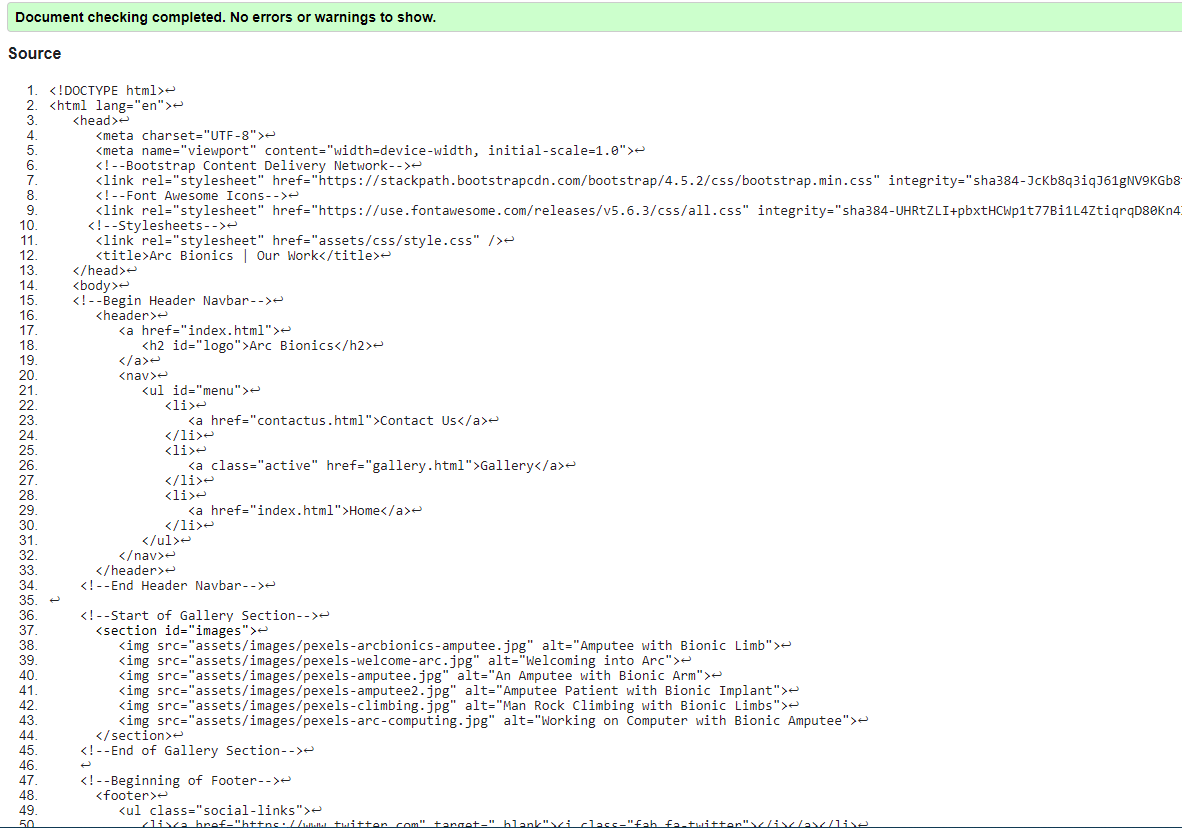 Document checking completed. No errors or warnings to show.
Source
1. <!DOCTYPE html>↩
2. <html lang="en">↩
3. <head>↩
4. <meta charset="UTF-8">↩
5. <meta name="viewport" content="width=device-width, initial-scale=1.0">↩
6. <!--Bootstrap Content Delivery Network-->↩
7. <link rel="stylesheet" href="https://stackpath.bootstrapcdn.com/bootstrap/4.5.2/css/bootstrap.min.css" integrity="sha384-JcKb8q3iqJ61gNV9KGb8
8. <!--Font Awesome Icons-->↩
9. <link rel="stylesheet" href="https://use.fontawesome.com/releases/v5.6.3/css/all.css" integrity="sha384-UHRtZLI+pbxtHCWp1t77Bi1L4ZtiqrqD80Kn4
10. <!--Stylesheets-->↩
11. <link rel="stylesheet" href="assets/css/style.css" />↩
12. <title>Arc Bionics | Our Work</title>↩
13. </head>↩
14. <body>↩
15. <!--Begin Header Navbar-->↩
16. <header>↩
17. <a href="index.html">↩
18. <h2 id="logo">Arc Bionics</h2>↩
19. </a>↩
20. <nav>↩
21. <ul id="menu">↩
22. <li>↩
23. <a href="contactus.html">Contact Us</a>↩
24. </li>↩
25. <li>↩
26. <a class="active" href="gallery.html">Gallery</a>↩
27. </li>↩
28. <li>↩
29. <a href="index.html">Home</a>↩
30. </li>↩
31. </ul>↩
32. </nav>↩
33. </header>↩
34. <!--End Header Navbar-->↩
35. ↩
36. <!--Start of Gallery Section-->↩
37. <section id="images">↩
38. <img src="assets/images/pexels-arcbionics-amputee.jpg" alt="Amputee with Bionic Limb">↩
39. <img src="assets/images/pexels-welcome-arc.jpg" alt="Welcoming into Arc">↩
40. <img src="assets/images/pexels-amputee.jpg" alt="An Amputee with Bionic Arm">↩
41. <img src="assets/images/pexels-amputee2.jpg" alt="Amputee Patient with Bionic Implant">↩
42. <img src="assets/images/pexels-climbing.jpg" alt="Man Rock Climbing with Bionic Limbs">↩
43. <img src="assets/images/pexels-arc-computing.jpg" alt="Working on Computer with Bionic Amputee">↩
44. </section>↩
45. <!--End of Gallery Section-->↩
46. ↩
47. <!--Beginning of Footer-->↩
48. <footer>↩
49. <ul class="social-links">↩
50. <li><a href="https://www.twitter.com" target="_blank"><i class="fab fa-twitter"></i></a></li>↩